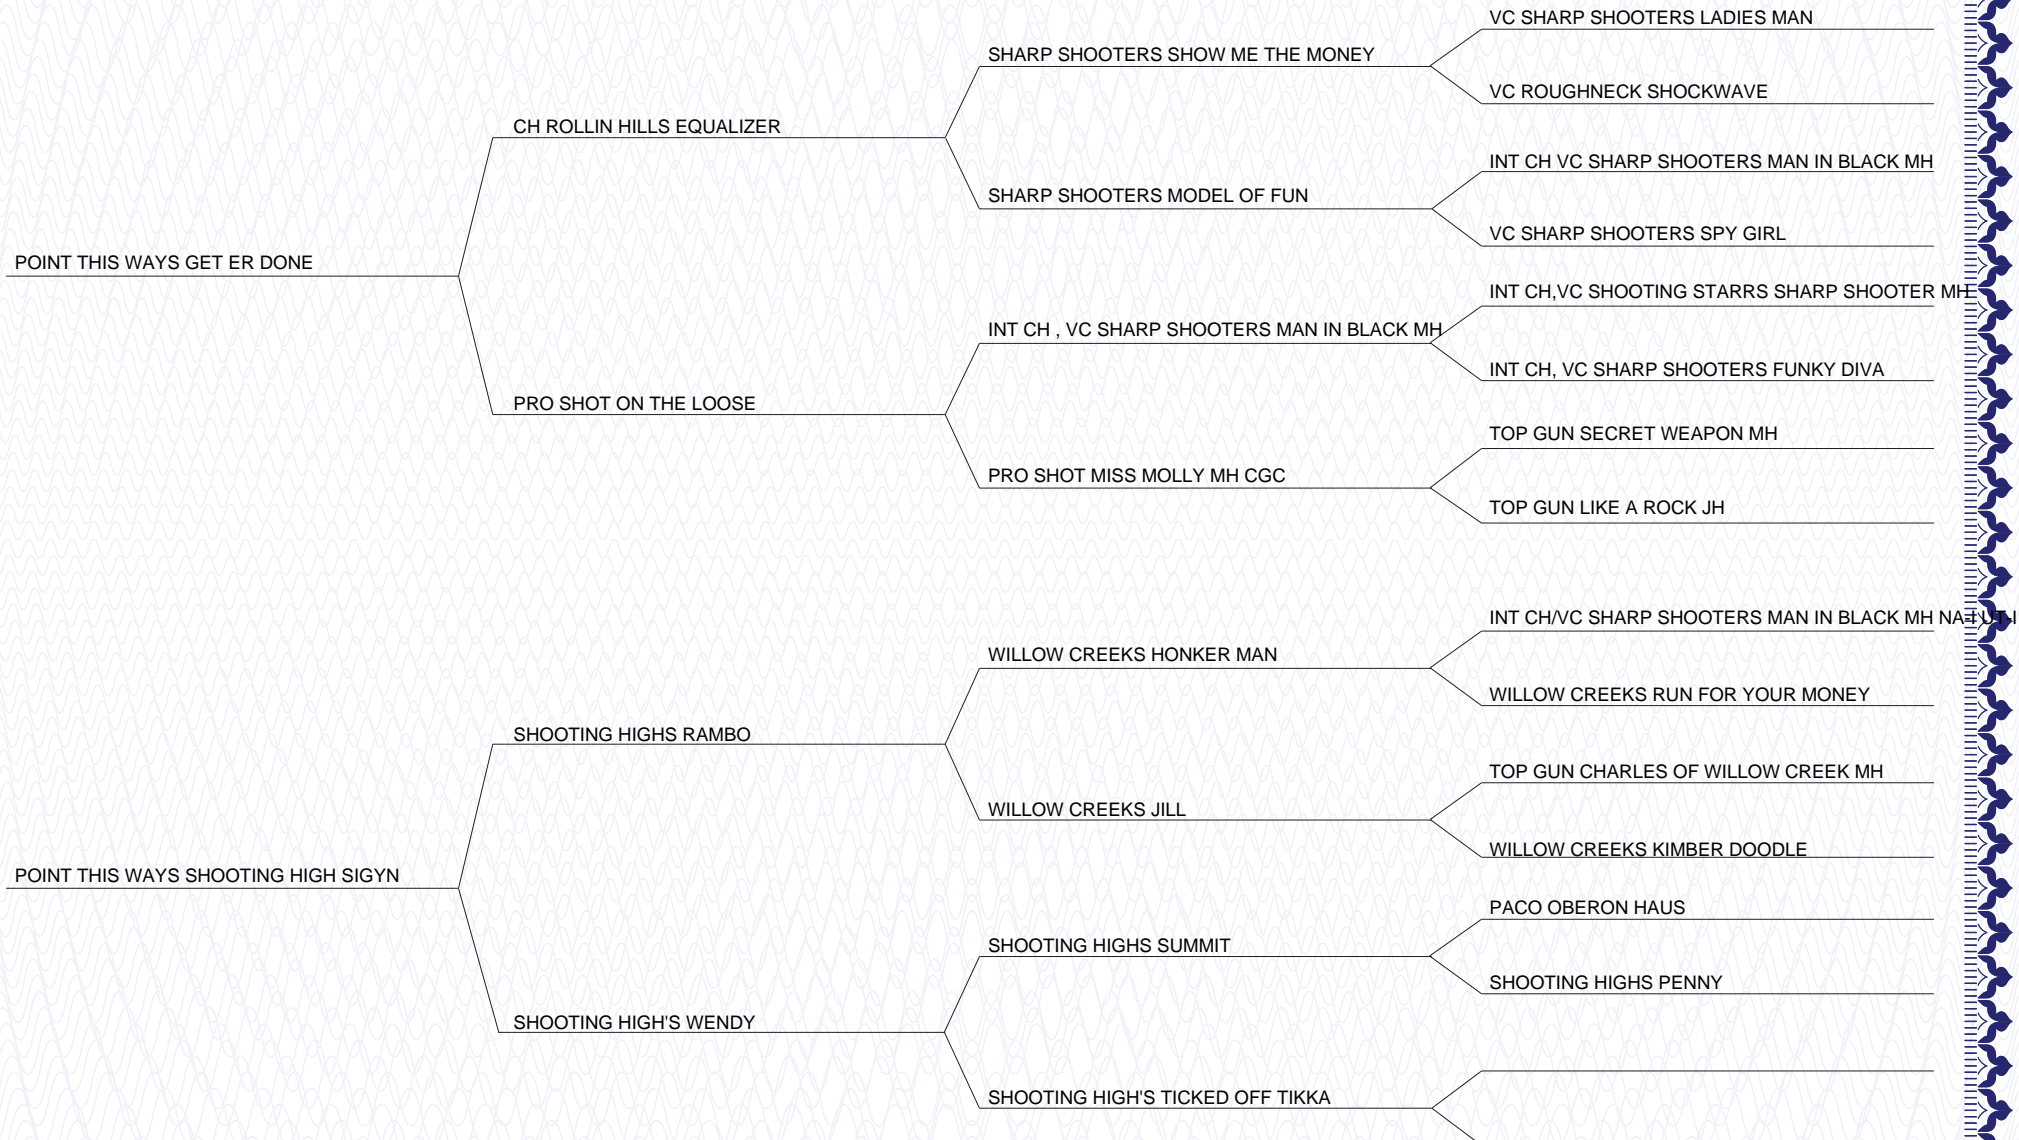 VC SHARP SHOOTERS LADIES MAN
SHARP SHOOTERS SHOW ME THE MONEY
VC ROUGHNECK SHOCKWAVE
CH ROLLIN HILLS EQUALIZER
INT CH VC SHARP SHOOTERS MAN IN BLACK MH
SHARP SHOOTERS MODEL OF FUN
VC SHARP SHOOTERS SPY GIRL
POINT THIS WAYS GET ER DONE
INT CH,VC SHOOTING STARRS SHARP SHOOTER MH
INT CH , VC SHARP SHOOTERS MAN IN BLACK MH
INT CH, VC SHARP SHOOTERS FUNKY DIVA
PRO SHOT ON THE LOOSE
TOP GUN SECRET WEAPON MH
PRO SHOT MISS MOLLY MH CGC
TOP GUN LIKE A ROCK JH
INT CH/VC SHARP SHOOTERS MAN IN BLACK MH NA-I UT-I
WILLOW CREEKS HONKER MAN
WILLOW CREEKS RUN FOR YOUR MONEY
SHOOTING HIGHS RAMBO
TOP GUN CHARLES OF WILLOW CREEK MH
WILLOW CREEKS JILL
WILLOW CREEKS KIMBER DOODLE
POINT THIS WAYS SHOOTING HIGH SIGYN
PACO OBERON HAUS
SHOOTING HIGHS SUMMIT
SHOOTING HIGHS PENNY
SHOOTING HIGH'S WENDY
SHOOTING HIGH'S TICKED OFF TIKKA